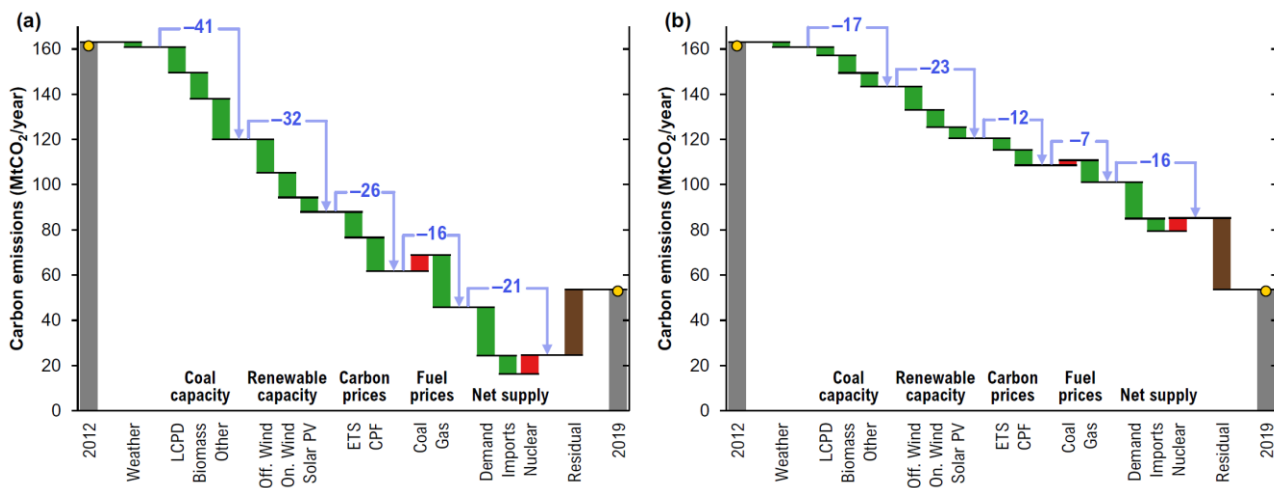 (a)
Carbon emissions (MtCO₂/year)
160
140
120
100
80
60
40
20
0
–41
–32
–26
–16
–21
Coal capacity
Renewable capacity
Carbon prices
Fuel prices
Net supply
2012
Weather
LCPD
Biomass
Other
Off. Wind
On. Wind
Solar PV
ETS
CPF
Coal
Gas
Demand
Imports
Nuclear
Residual
2019
(b)
Carbon emissions (MtCO₂/year)
160
140
120
100
80
60
40
20
0
–17
–23
–12
–7
–16
Coal capacity
Renewable capacity
Carbon prices
Fuel prices
Net supply
2012
Weather
LCPD
Biomass
Other
Off. Wind
On. Wind
Solar PV
ETS
CPF
Coal
Gas
Demand
Imports
Nuclear
Residual
2019